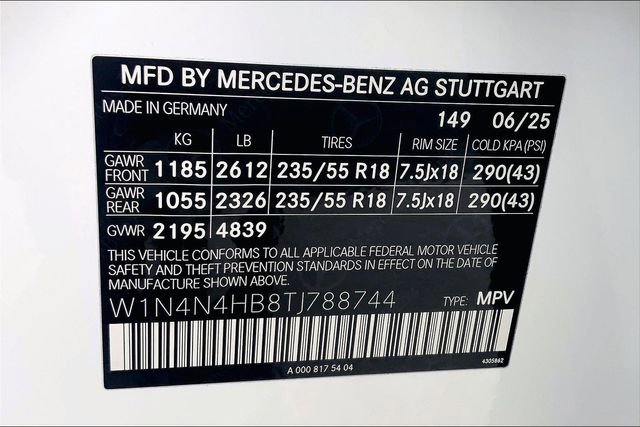 MFD BY MERCEDES-BENZ AG STUTTGART
MADE IN GERMANY 149 06/25
KG LB TIRES RIM SIZE COLD KPA (PSI)
GAWR FRONT 1185 2612 235/55 R18 7.5Jx18 290(43)
GAWR REAR 1055 2326 235/55 R18 7.5Jx18 290(43)
GVWR 2195 4839
THIS VEHICLE CONFORMS TO ALL APPLICABLE FEDERAL MOTOR VEHICLE
SAFETY AND THEFT PREVENTION STANDARDS IN EFFECT ON THE DATE OF
MANUFACTURE SHOWN ABOVE.
W1N4N4HB8TJ788744 TYPE: MPV
4305862
A 000 817 54 04